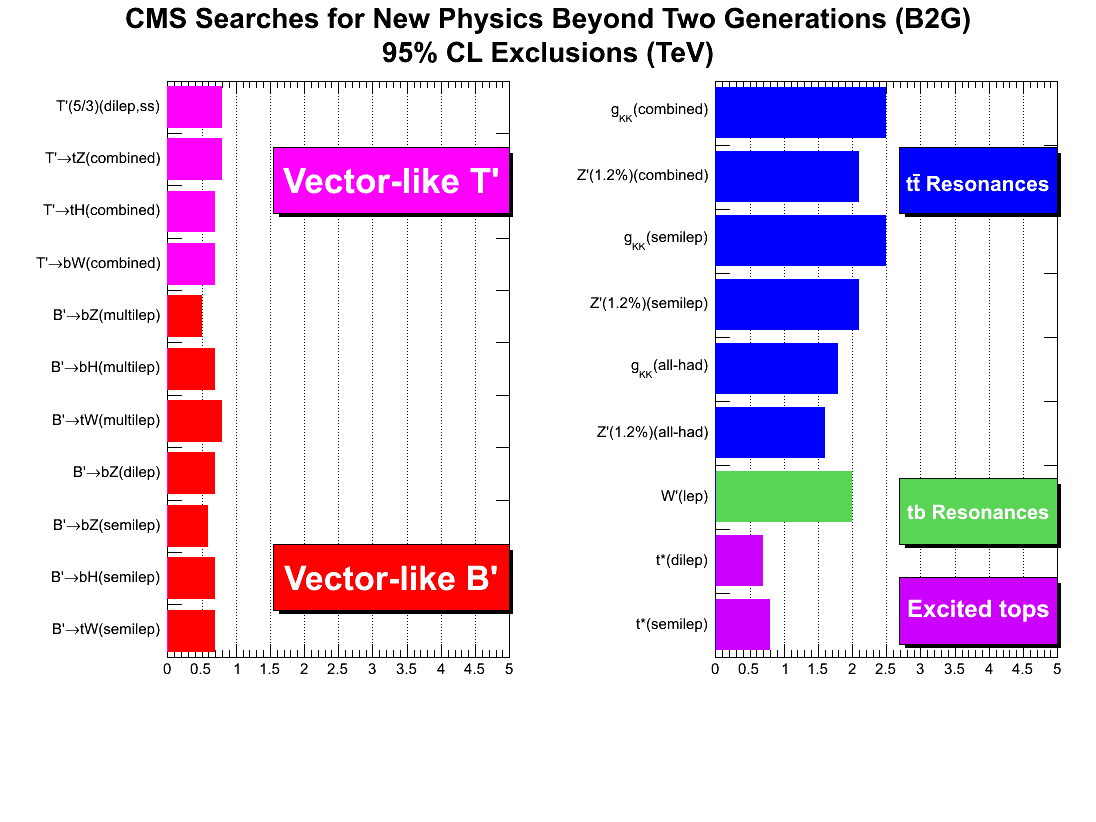 CMS Searches for New Physics Beyond Two Generations (B2G)
95% CL Exclusions (TeV)
T'(5/3)(dilep,ss)
T'→tZ(combined)
T'→tH(combined)
T'→bW(combined)
B'→bZ(multilep)
B'→bH(multilep)
B'→tW(multilep)
B'→bZ(dilep)
B'→bZ(semilep)
B'→bH(semilep)
B'→tW(semilep)
Vector-like T'
Vector-like B'
0 0.5 1 1.5 2 2.5 3 3.5 4 4.5 5
g_KK(combined)
Z'(1.2%)(combined)
g_KK(semilep)
Z'(1.2%)(semilep)
g_KK(all-had)
Z'(1.2%)(all-had)
W'(lep)
t*(dilep)
t*(semilep)
tt̄ Resonances
tb Resonances
Excited tops
0 0.5 1 1.5 2 2.5 3 3.5 4 4.5 5